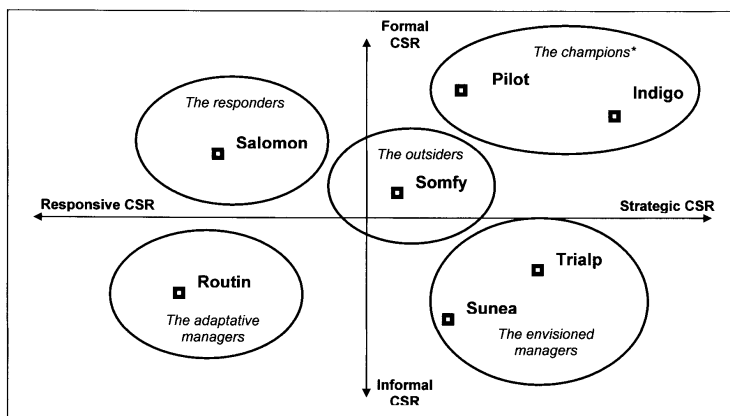 Formal
CSR
The champions*
Pilot
Indigo
The responders
Salomon
The outsiders
Somfy
Responsive CSR
Strategic CSR
Trialp
Routin
Sunea
The adaptative
managers
The envisioned
managers
Informal
CSR